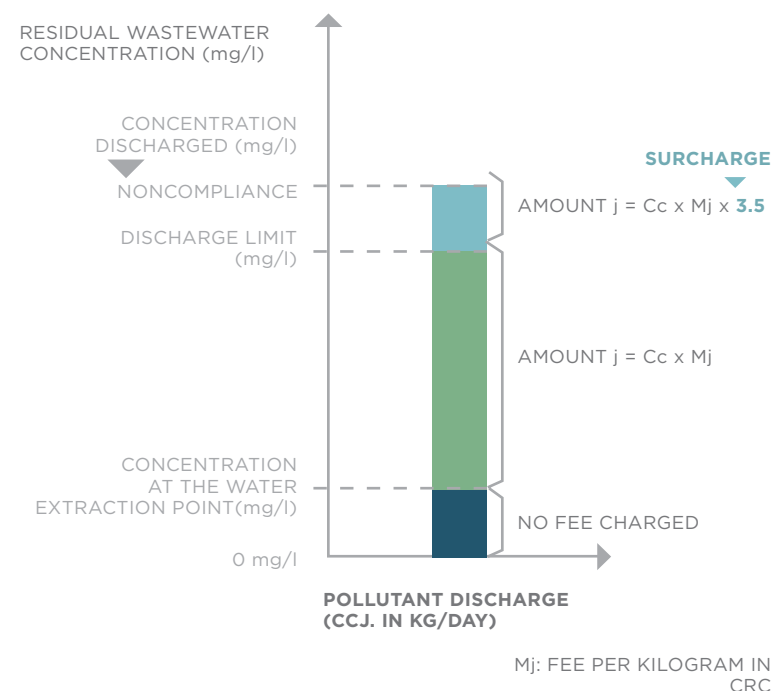 RESIDUAL WASTEWATER
CONCENTRATION (mg/l)
CONCENTRATION
DISCHARGED (mg/l)
NONCOMPLIANCE
DISCHARGE LIMIT
(mg/l)
CONCENTRATION
AT THE WATER
EXTRACTION POINT(mg/l)
0 mg/l
SURCHARGE
AMOUNT j = Cc x Mj x 3.5
AMOUNT j = Cc x Mj
NO FEE CHARGED
POLLUTANT DISCHARGE
(CCJ. IN KG/DAY)
Mj: FEE PER KILOGRAM IN
CRC